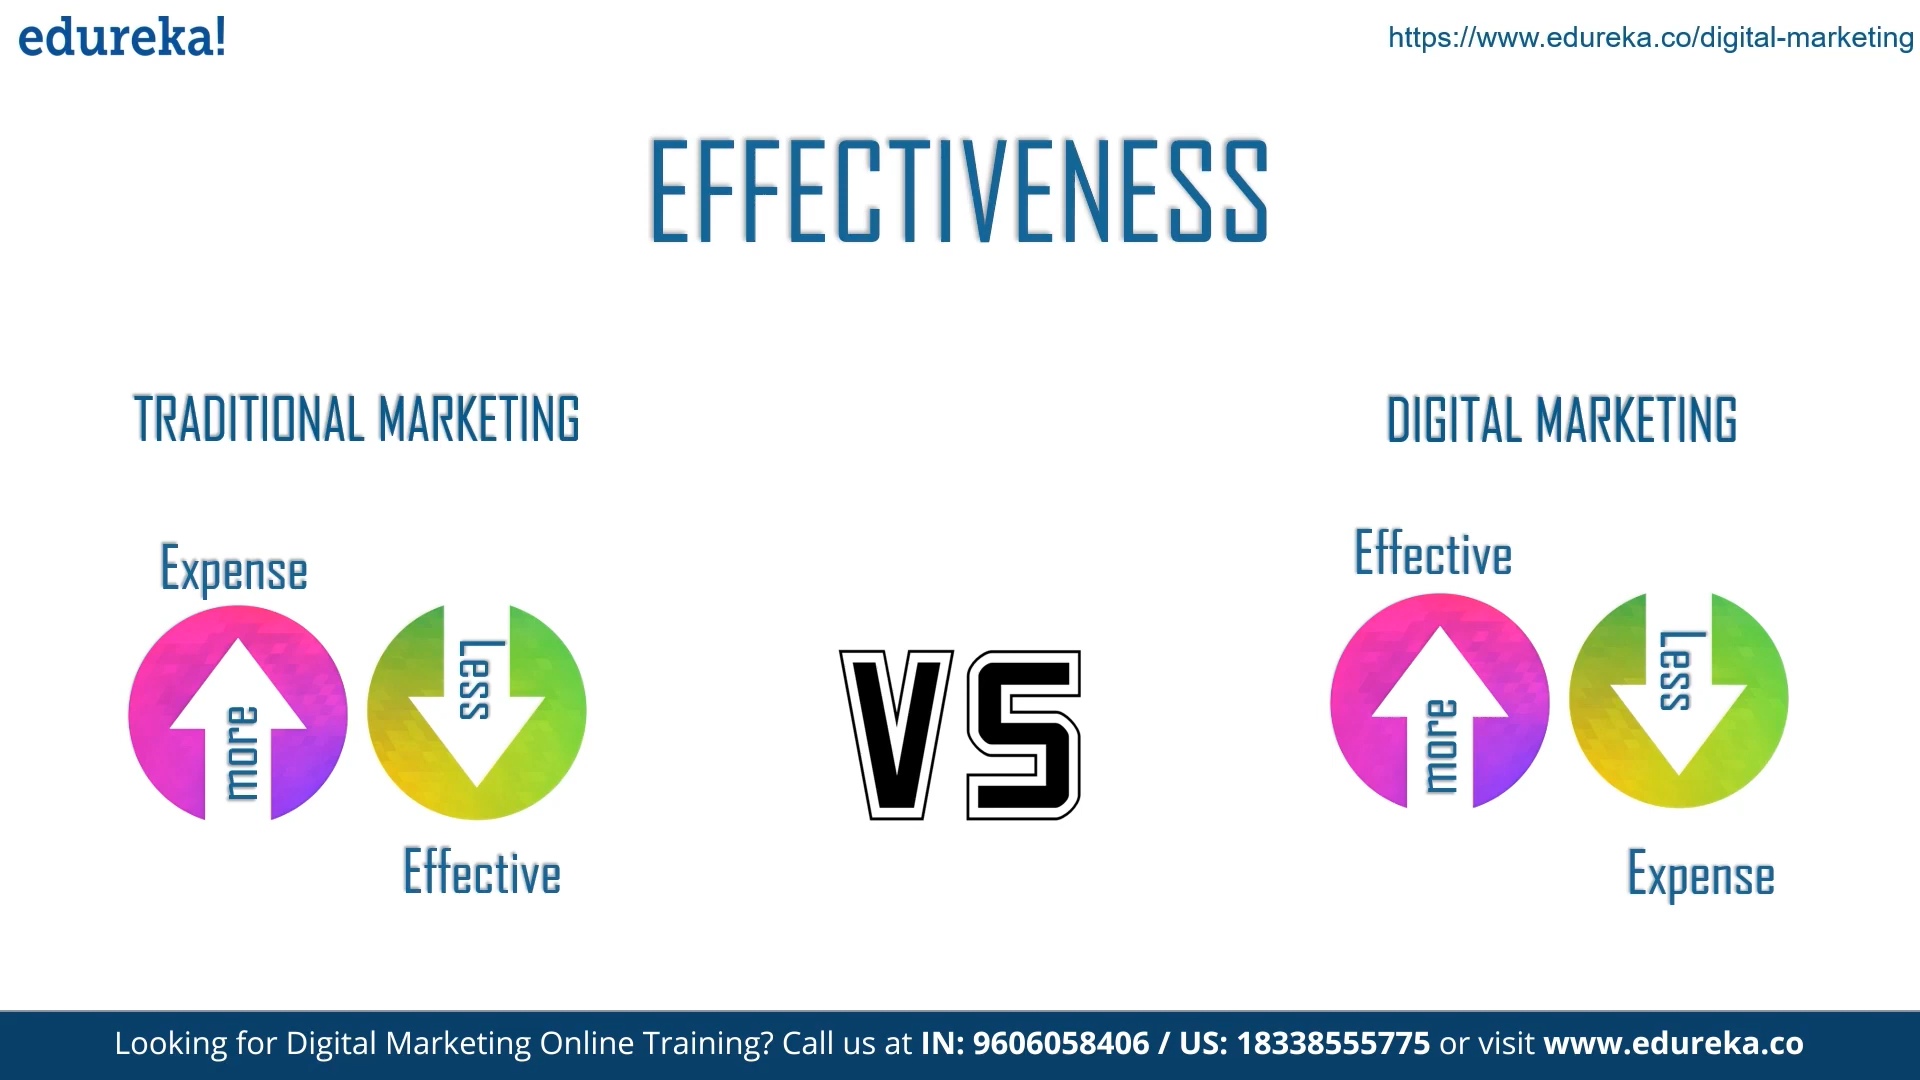 edureka!
https://www.edureka.co/digital-marketing
EFFECTIVENESS
TRADITIONAL MARKETING
DIGITAL MARKETING
Expense
more
Less
Effective
VS
Effective
more
Less
Expense
Looking for Digital Marketing Online Training? Call us at IN: 9606058406 / US: 18338555775 or visit www.edureka.co